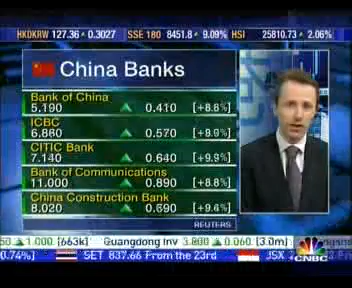 HKDKRW 127.36 ▲ 0.3027 SSE 180 8451.8 ▲ 9.09% HSI 25810.73 ▲ 2.06%
China Banks
Bank of China
5.190 ▲ 0.410 [+8.8%]
ICBC
6.860 ▲ 0.570 [+9.0%]
CITIC Bank
7.140 ▲ 0.640 [+9.9%]
Bank of Communications
11.000 ▲ 0.890 [+8.8%]
China Construction Bank
8.020 ▲ 0.690 [+9.4%]
REUTERS
▲ 1.000 [663k] Guangdong Inv 3.800 ▲ 0.060 [3.0m]
0.74%] SET 837.66 From the 23rd JSX
CNBC